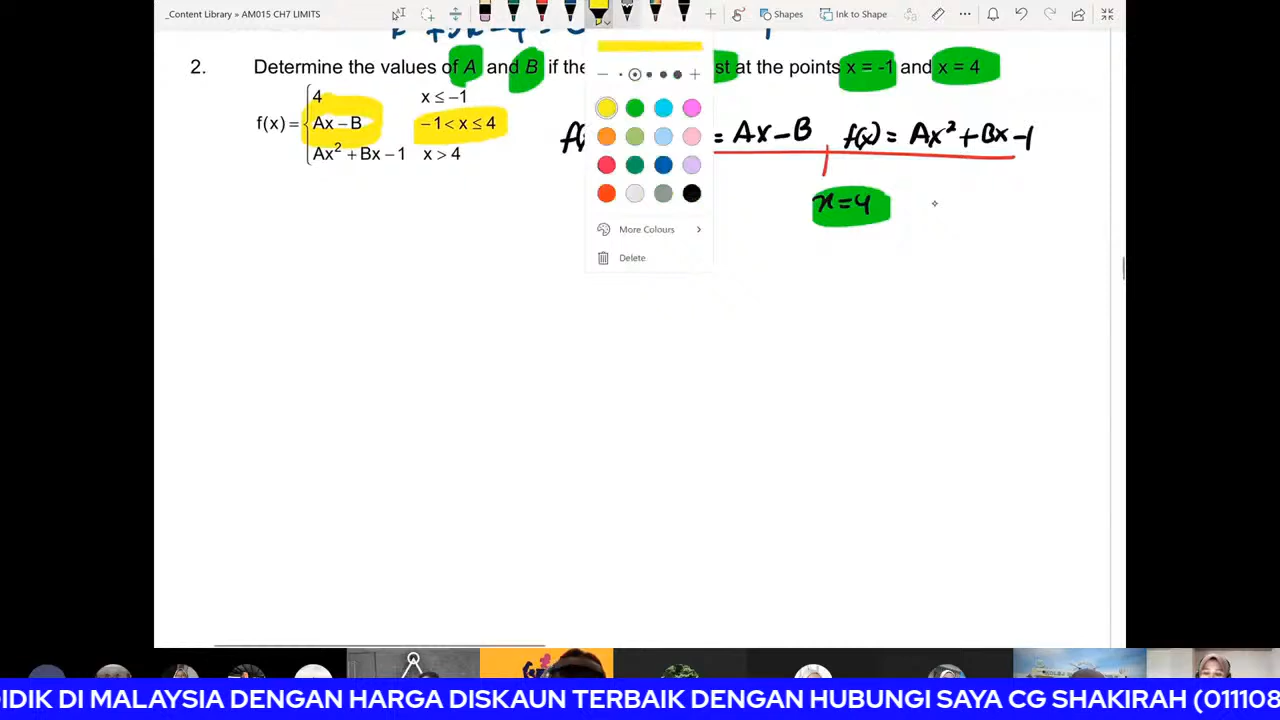 _Content Library » AM015 CH7 LIMITS
Shapes
Ink to Shape
2. Determine the values of A and B if the st at the points x = -1 and x = 4
f(x) = { 4 x ≤ −1
Ax − B −1 < x ≤ 4
Ax² + Bx − 1 x > 4
= Ax − B f(x) = Ax² + Bx − 1
x = 4
More Colours
Delete
DIDIK DI MALAYSIA DENGAN HARGA DISKAUN TERBAIK DENGAN HUBUNGI SAYA CG SHAKIRAH (011108